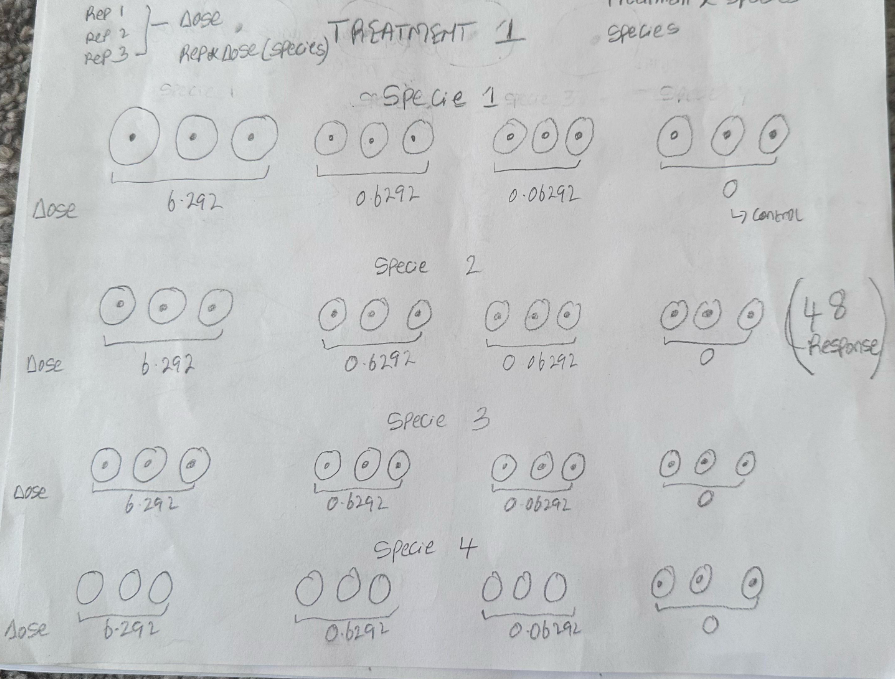 Rep 1
Rep 2
Rep 3
Dose
Rep x Dose (species)
TREATMENT 1
species
Specie 1
Dose 6.292 0.6292 0.06292 0
↳ Control
Specie 2
Dose 6.292 0.6292 0.06292 0
(48 Response)
Specie 3
Dose 6.292 0.6292 0.06292 0
Specie 4
Dose 6.292 0.6292 0.06292 0